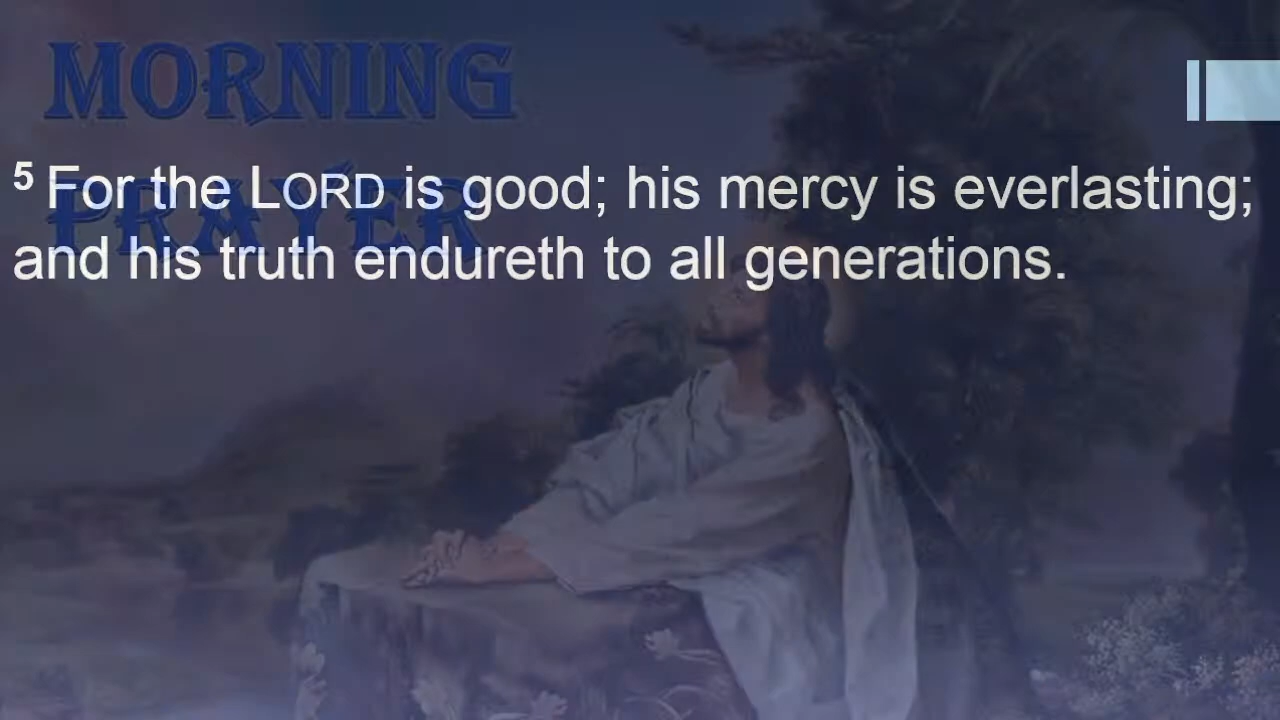 MORNING
PRAYER
5 For the LORD is good; his mercy is everlasting;
and his truth endureth to all generations.